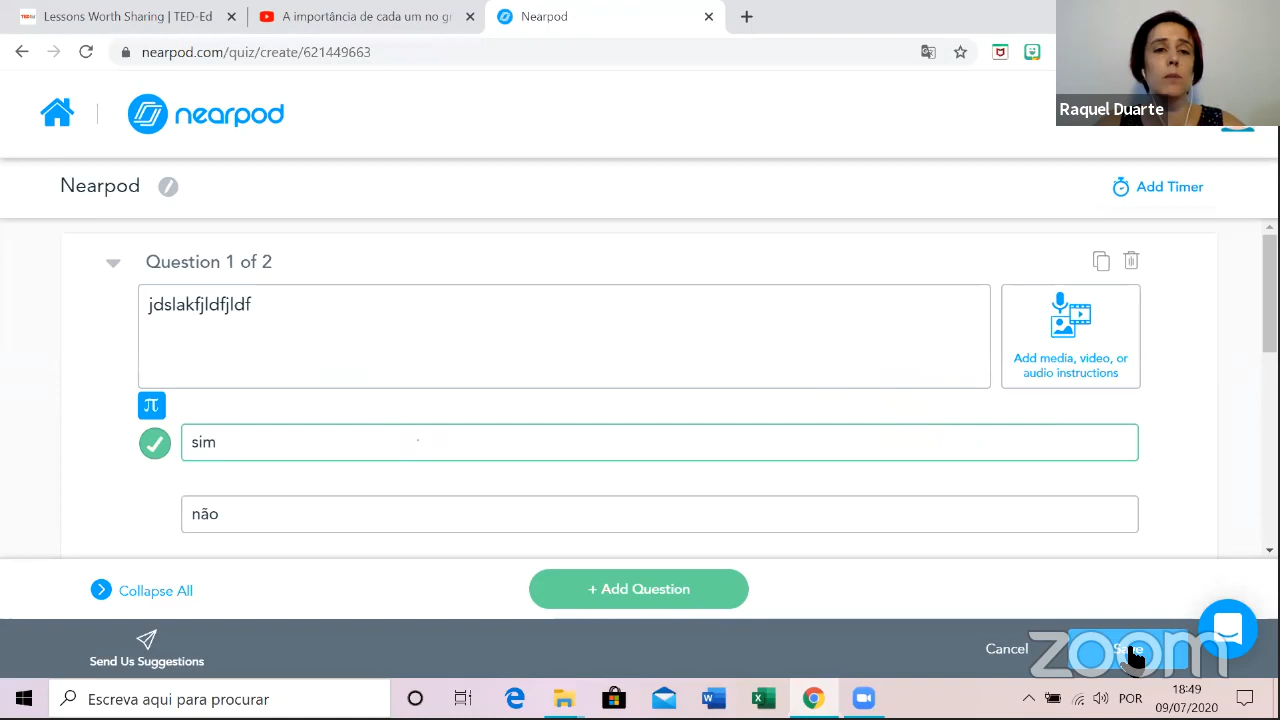 Lessons Worth Sharing | TED-Ed
A importância de cada um no gr
Nearpod
nearpod.com/quiz/create/621449663
Raquel Duarte
nearpod
Nearpod
Add Timer
Question 1 of 2
jdslakfjldfjldf
Add media, video, or
audio instructions
π
sim
não
Collapse All
+ Add Question
Send Us Suggestions
Cancel
Save
zoom
Escreva aqui para procurar
POR
18:49
09/07/2020